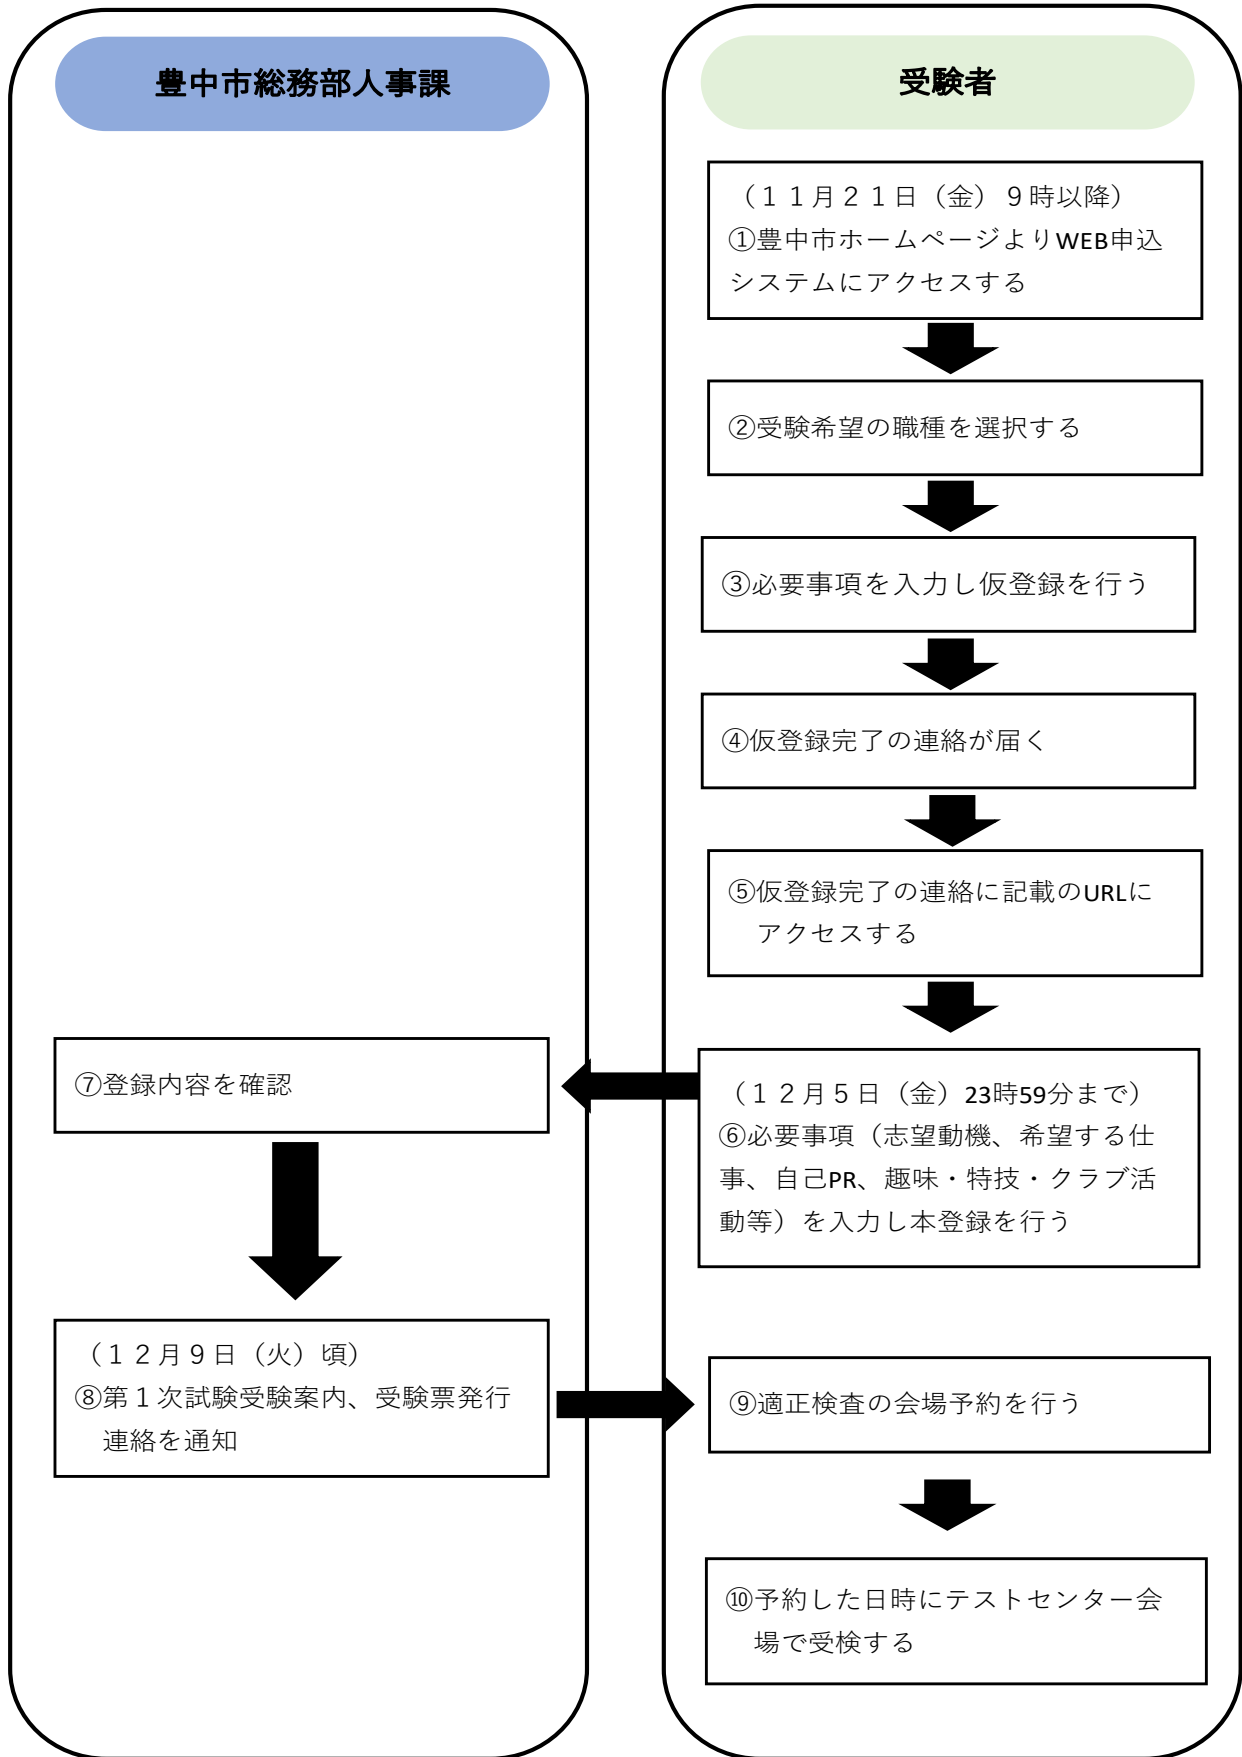 豊中市総務部人事課
受験者
（１１月２１日（金）９時以降）
①豊中市ホームページよりWEB申込
システムにアクセスする
②受験希望の職種を選択する
③必要事項を入力し仮登録を行う
④仮登録完了の連絡が届く
⑤仮登録完了の連絡に記載のURLに
アクセスする
（１２月５日（金）23時59分まで）
⑥必要事項（志望動機、希望する仕
事、自己PR、趣味・特技・クラブ活
動等）を入力し本登録を行う
⑦登録内容を確認
（１２月９日（火）頃）
⑧第１次試験受験案内、受験票発行
連絡を通知
⑨適正検査の会場予約を行う
⑩予約した日時にテストセンター会
場で受検する